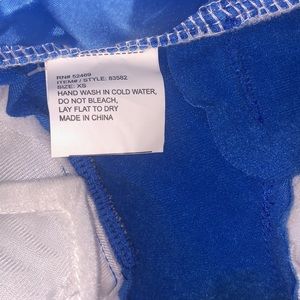 RN# 52469
ITEM# / STYLE: 83582
SIZE: XS
HAND WASH IN COLD WATER,
DO NOT BLEACH,
LAY FLAT TO DRY
MADE IN CHINA